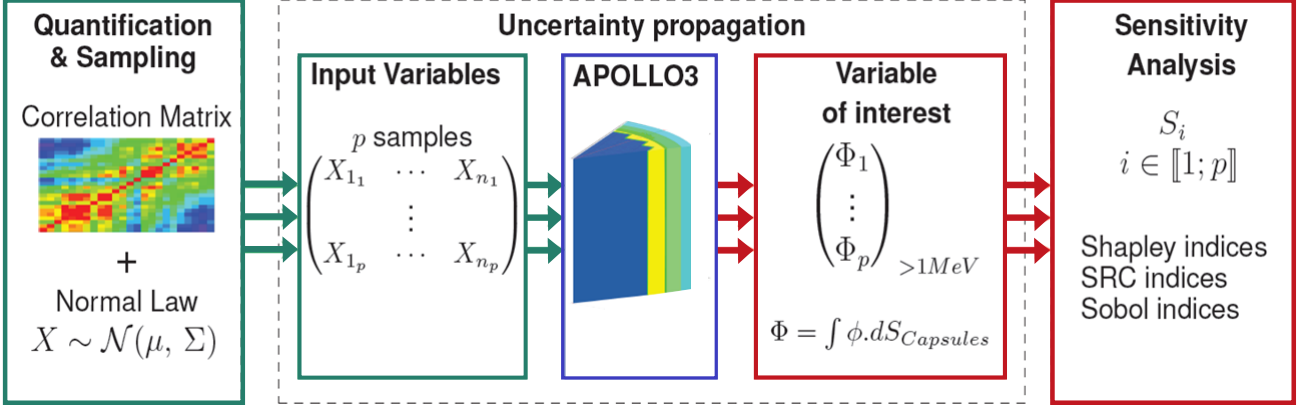 Quantification
& Sampling
Correlation Matrix
+
Normal Law
X ∼ 𝒩(μ, Σ)
Uncertainty propagation
Input Variables
p samples
X_{1_1} ⋯ X_{n_1}
⋮
X_{1_p} ⋯ X_{n_p}
APOLLO3
Variable
of interest
Φ_1
⋮
Φ_p
>1MeV
Φ = ∫ ϕ.dS_{Capsules}
Sensitivity
Analysis
S_i
i ∈ ⟦1; p⟧
Shapley indices
SRC indices
Sobol indices